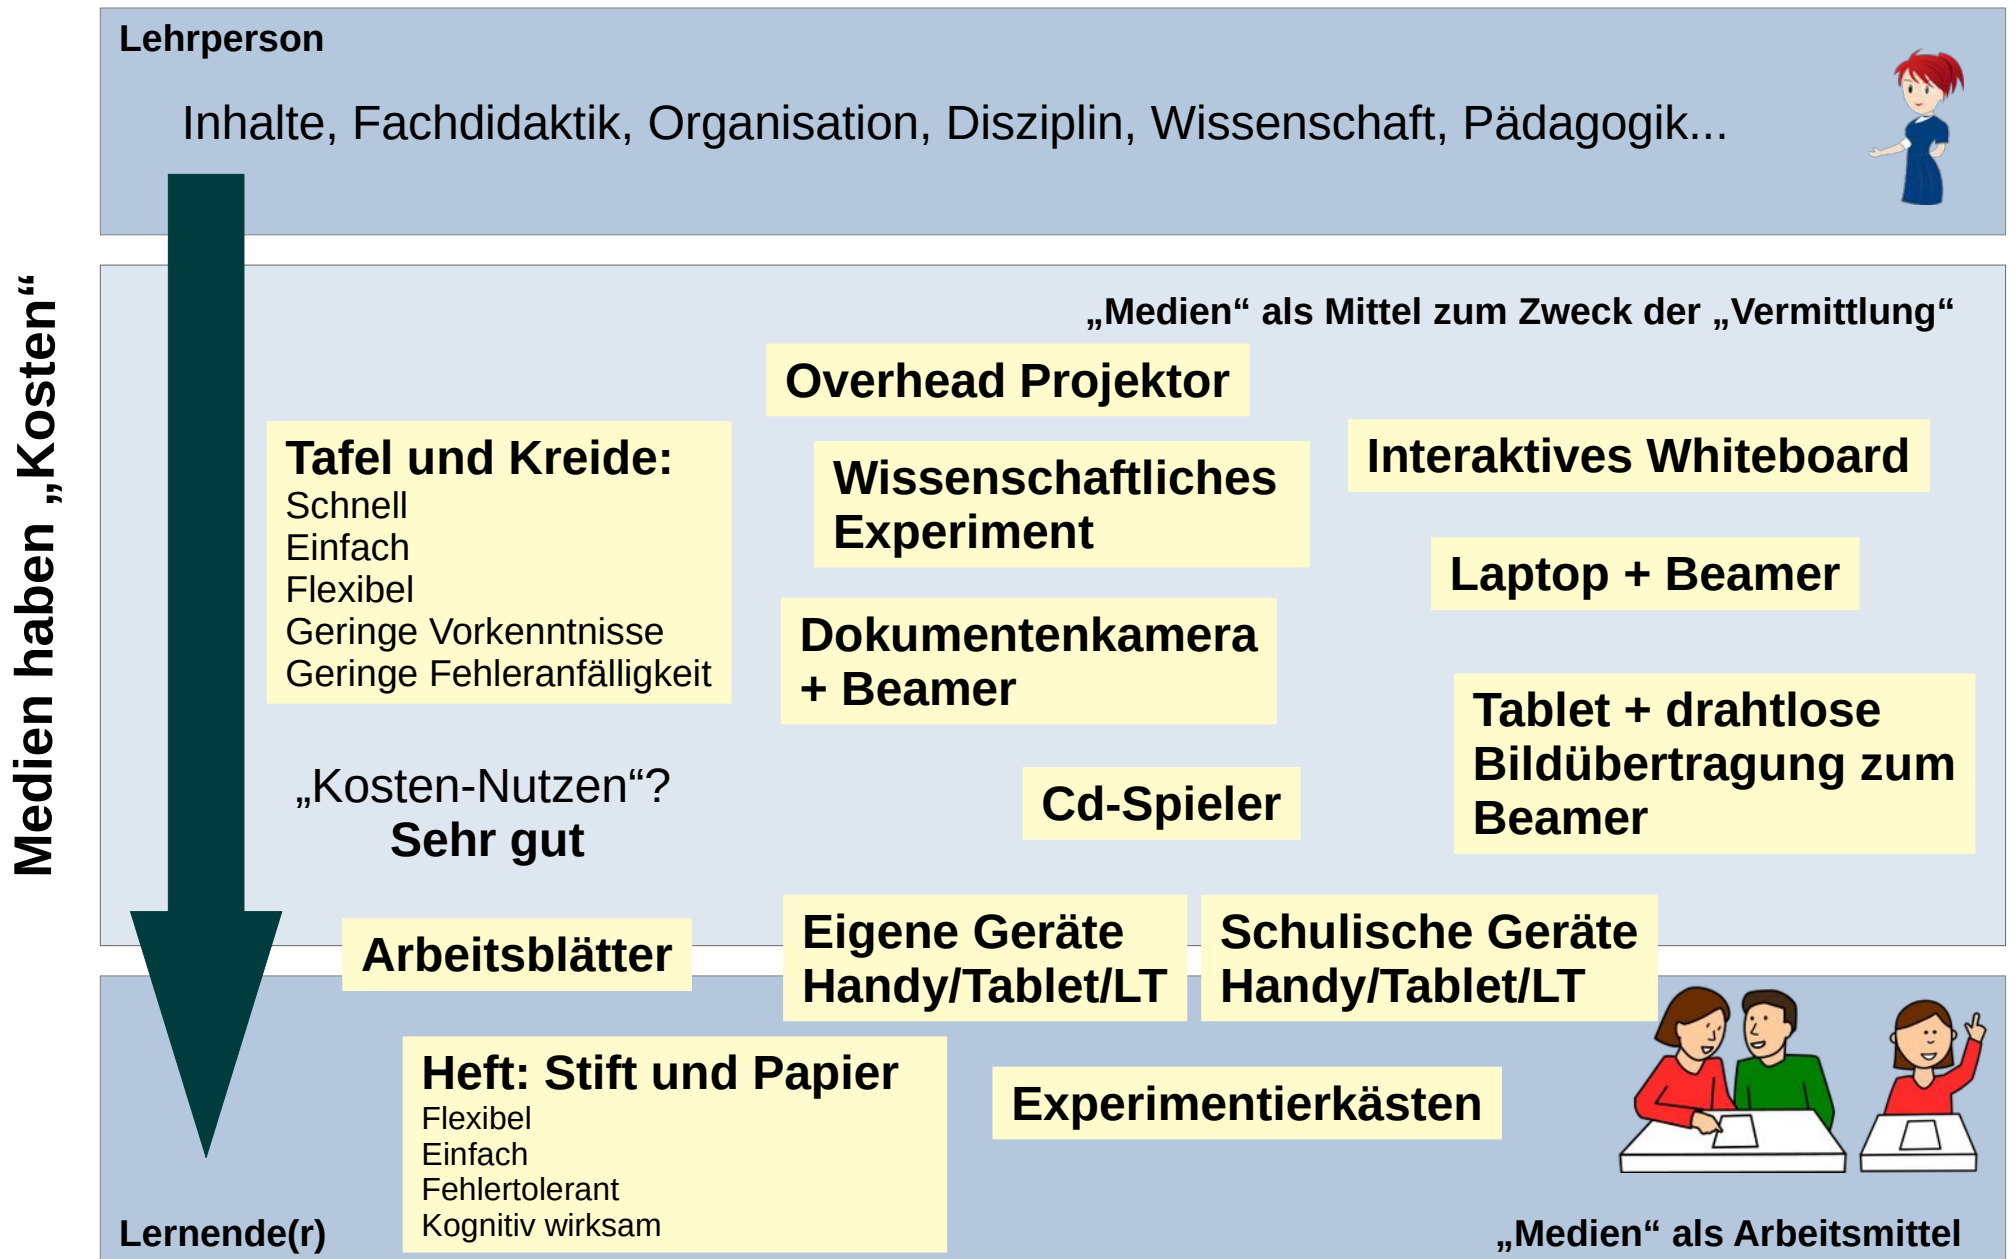 Lehrperson
Inhalte, Fachdidaktik, Organisation, Disziplin, Wissenschaft, Pädagogik...
Medien haben „Kosten“
„Medien“ als Mittel zum Zweck der „Vermittlung“
Overhead Projektor
Tafel und Kreide:
Schnell
Einfach
Flexibel
Geringe Vorkenntnisse
Geringe Fehleranfälligkeit
Wissenschaftliches
Experiment
Interaktives Whiteboard
Laptop + Beamer
Dokumentenkamera
+ Beamer
Tablet + drahtlose
Bildübertragung zum
Beamer
„Kosten-Nutzen“?
Sehr gut
Cd-Spieler
Arbeitsblätter
Eigene Geräte
Handy/Tablet/LT
Schulische Geräte
Handy/Tablet/LT
Heft: Stift und Papier
Flexibel
Einfach
Fehlertolerant
Kognitiv wirksam
Experimentierkästen
Lernende(r)
„Medien“ als Arbeitsmittel